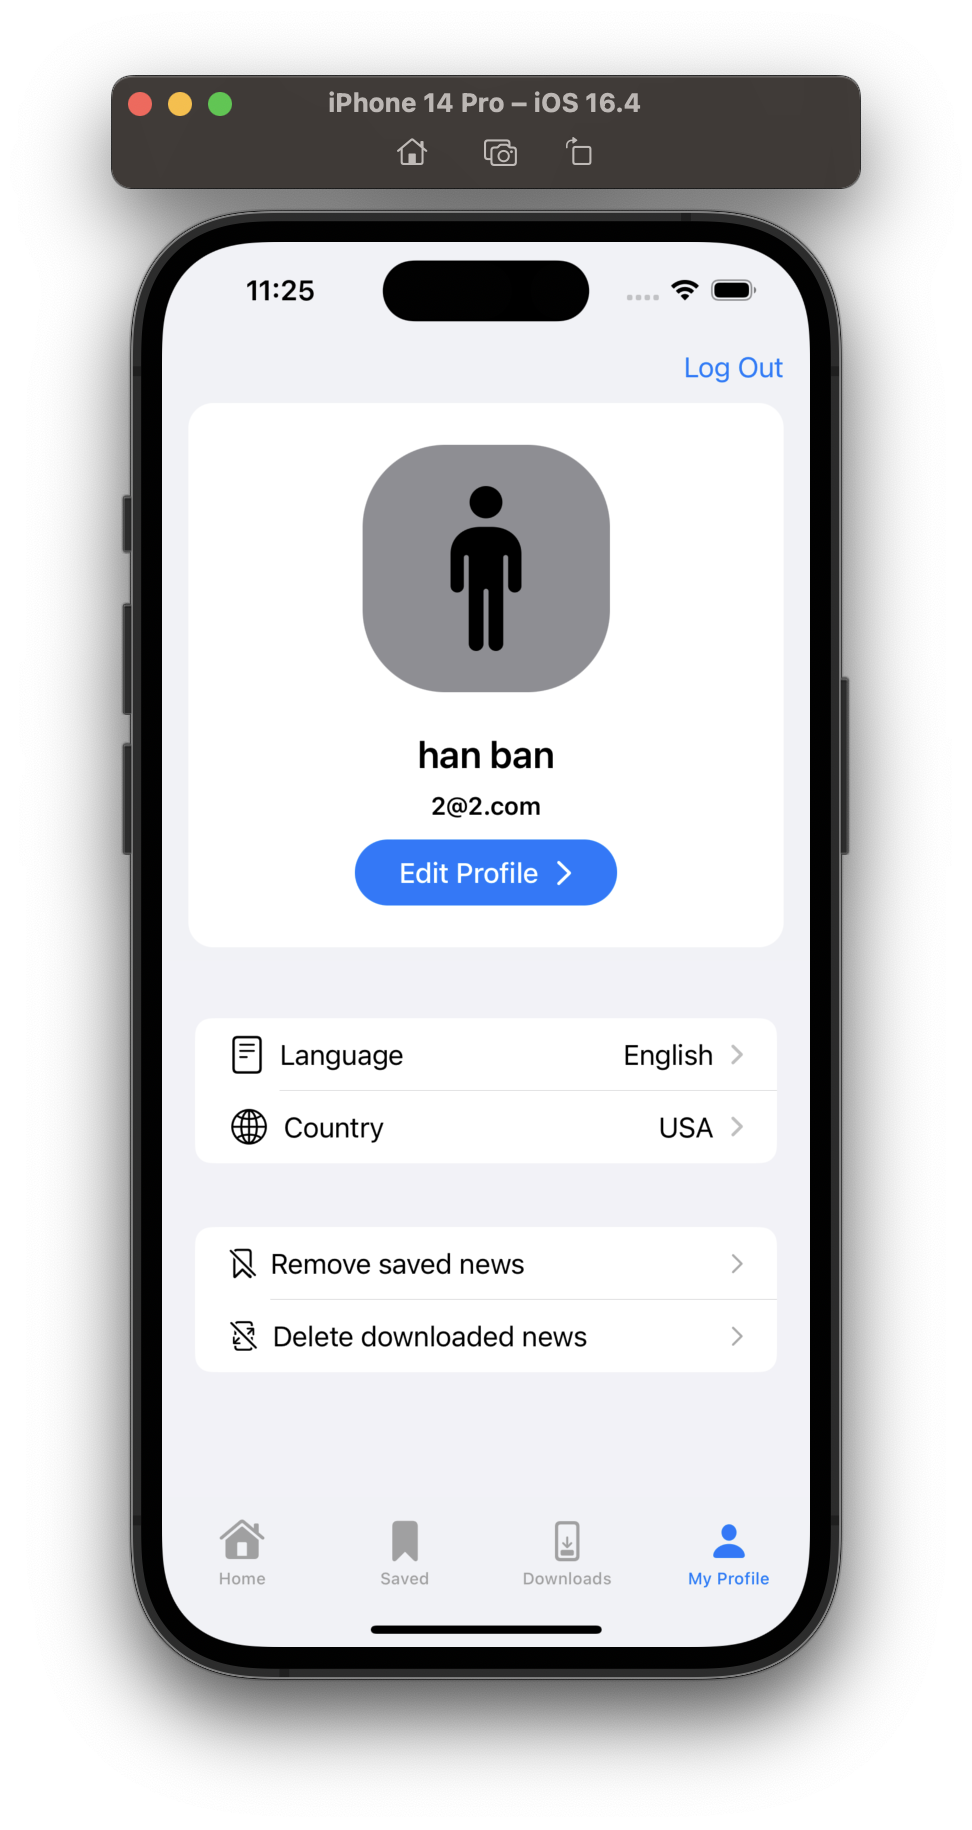 iPhone 14 Pro – iOS 16.4
11:25
Log Out
han ban
2@2.com
Edit Profile
Language English
Country USA
Remove saved news
Delete downloaded news
Home Saved Downloads My Profile